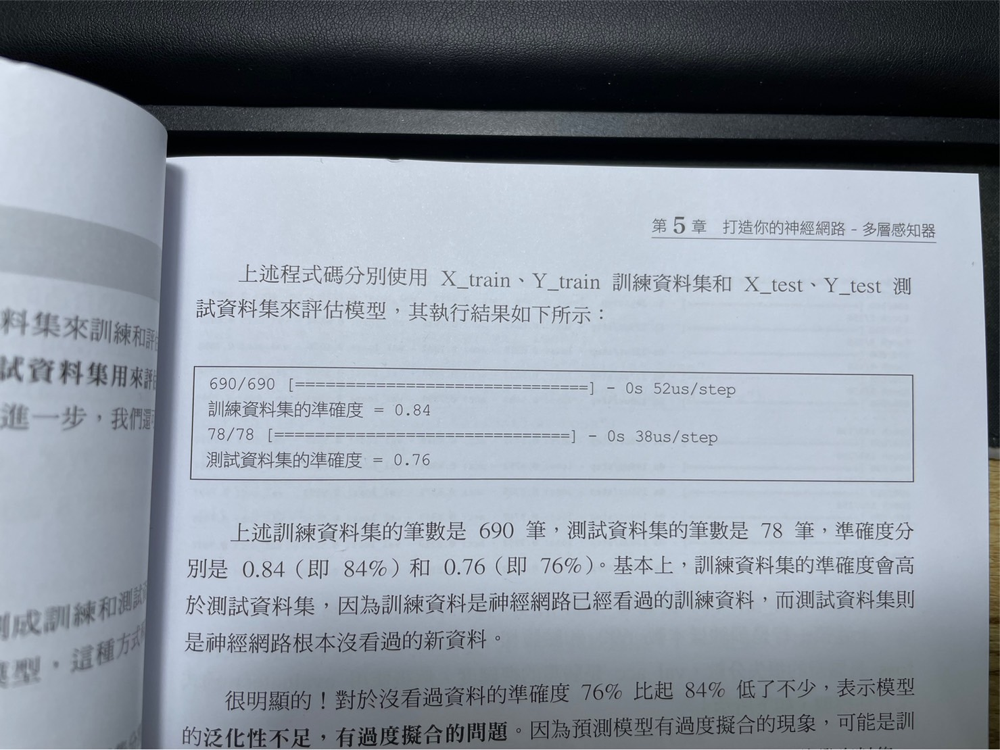 料集來訓練和評
試資料集用來評
進一步，我們還
成訓練和測試
型，這種方式
第 5 章 打造你的神經網路 - 多層感知器
上述程式碼分別使用 X_train、Y_train 訓練資料集和 X_test、Y_test 測
試資料集來評估模型，其執行結果如下所示：
690/690 [==============================] - 0s 52us/step
訓練資料集的準確度 = 0.84
78/78 [==============================] - 0s 38us/step
測試資料集的準確度 = 0.76
上述訓練資料集的筆數是 690 筆，測試資料集的筆數是 78 筆，準確度分
別是 0.84（即 84%）和 0.76（即 76%）。基本上，訓練資料集的準確度會高
於測試資料集，因為訓練資料是神經網路已經看過的訓練資料，而測試資料集則
是神經網路根本沒看過的新資料。
很明顯的！對於沒看過資料的準確度 76% 比起 84% 低了不少，表示模型
的泛化性不足，有過度擬合的問題。因為預測模型有過度擬合的現象，可能是訓